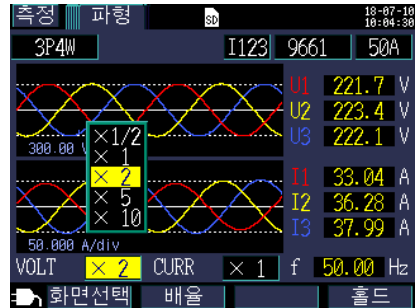 측정 파형 SD 18-07-10
10:04:30
3P4W I123 9661 50A
U1 221.7 V
U2 223.4 V
U3 222.1 V
300.00 V
×1/2
× 1
× 2
× 5
× 10
I1 33.04 A
I2 36.28 A
I3 37.99 A
50.000 A/div
VOLT × 2 CURR × 1 f 50.00 Hz
화면선택 배율 홀드